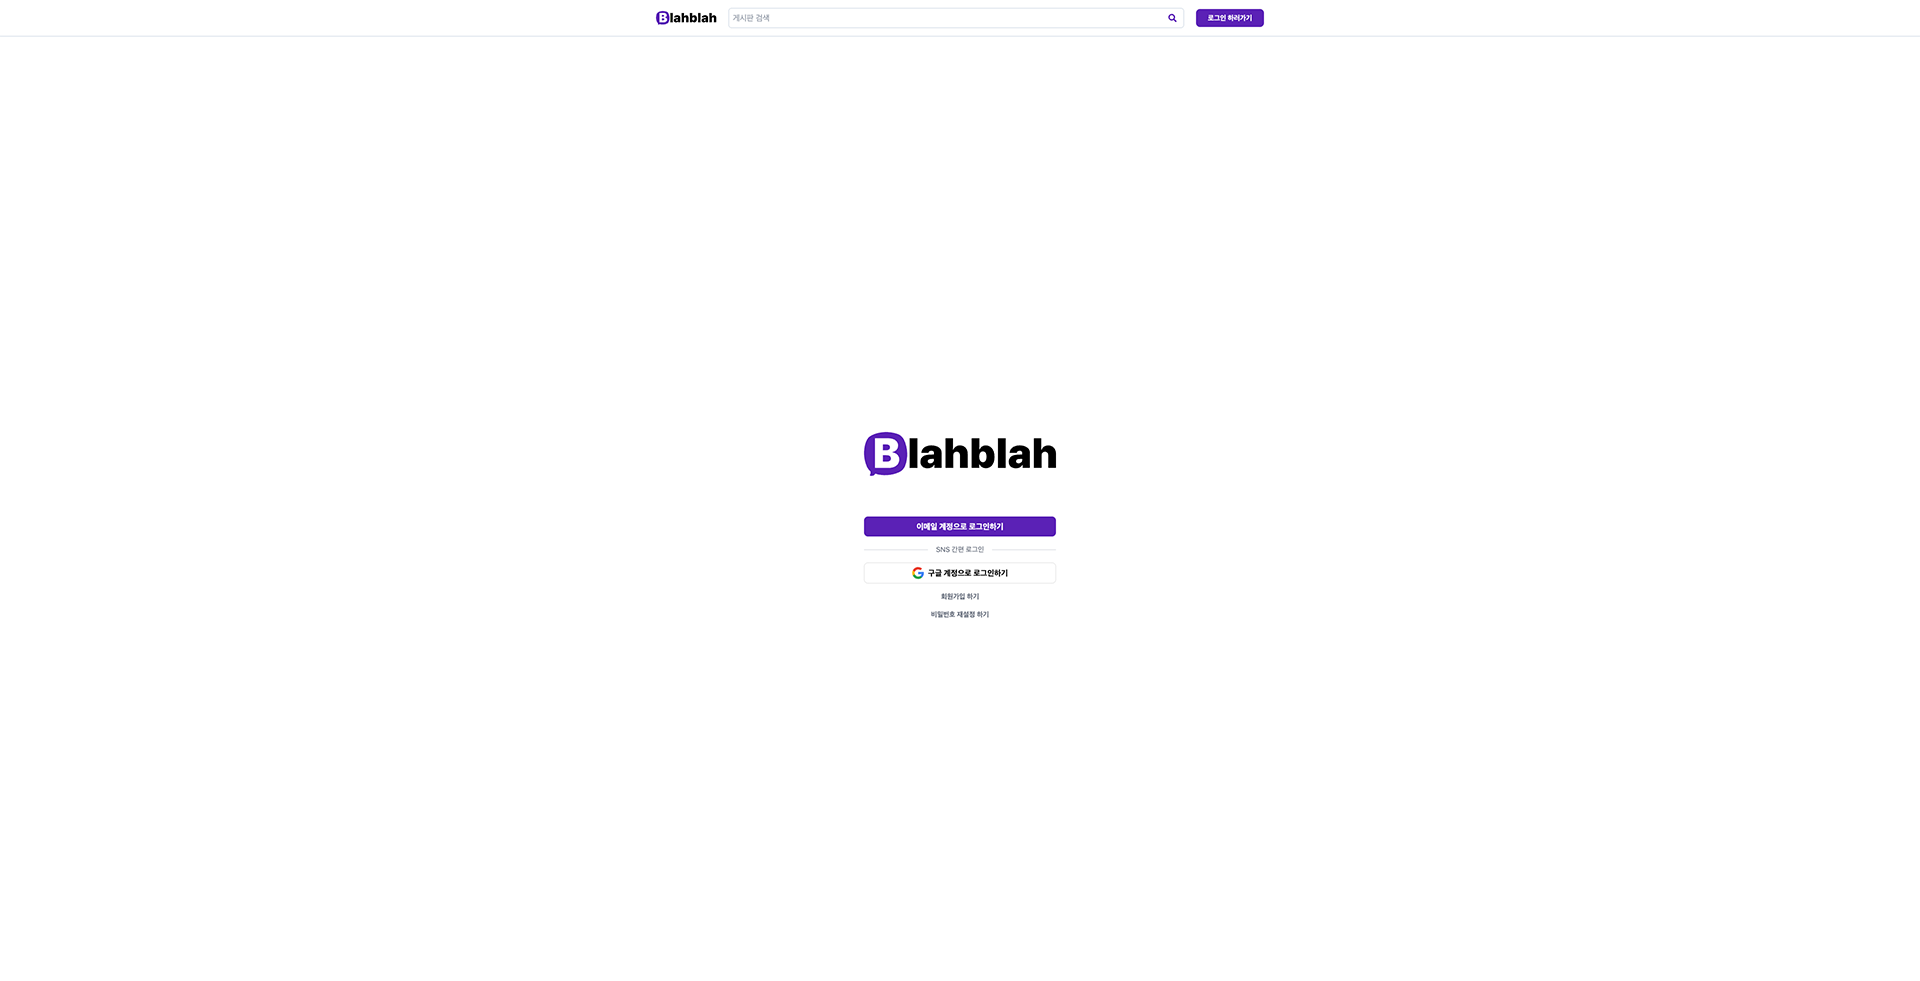 Blahblah
게시판 검색
로그인 하러가기
Blahblah
이메일 계정으로 로그인하기
SNS 간편 로그인
구글 계정으로 로그인하기
회원가입 하기
비밀번호 재설정 하기